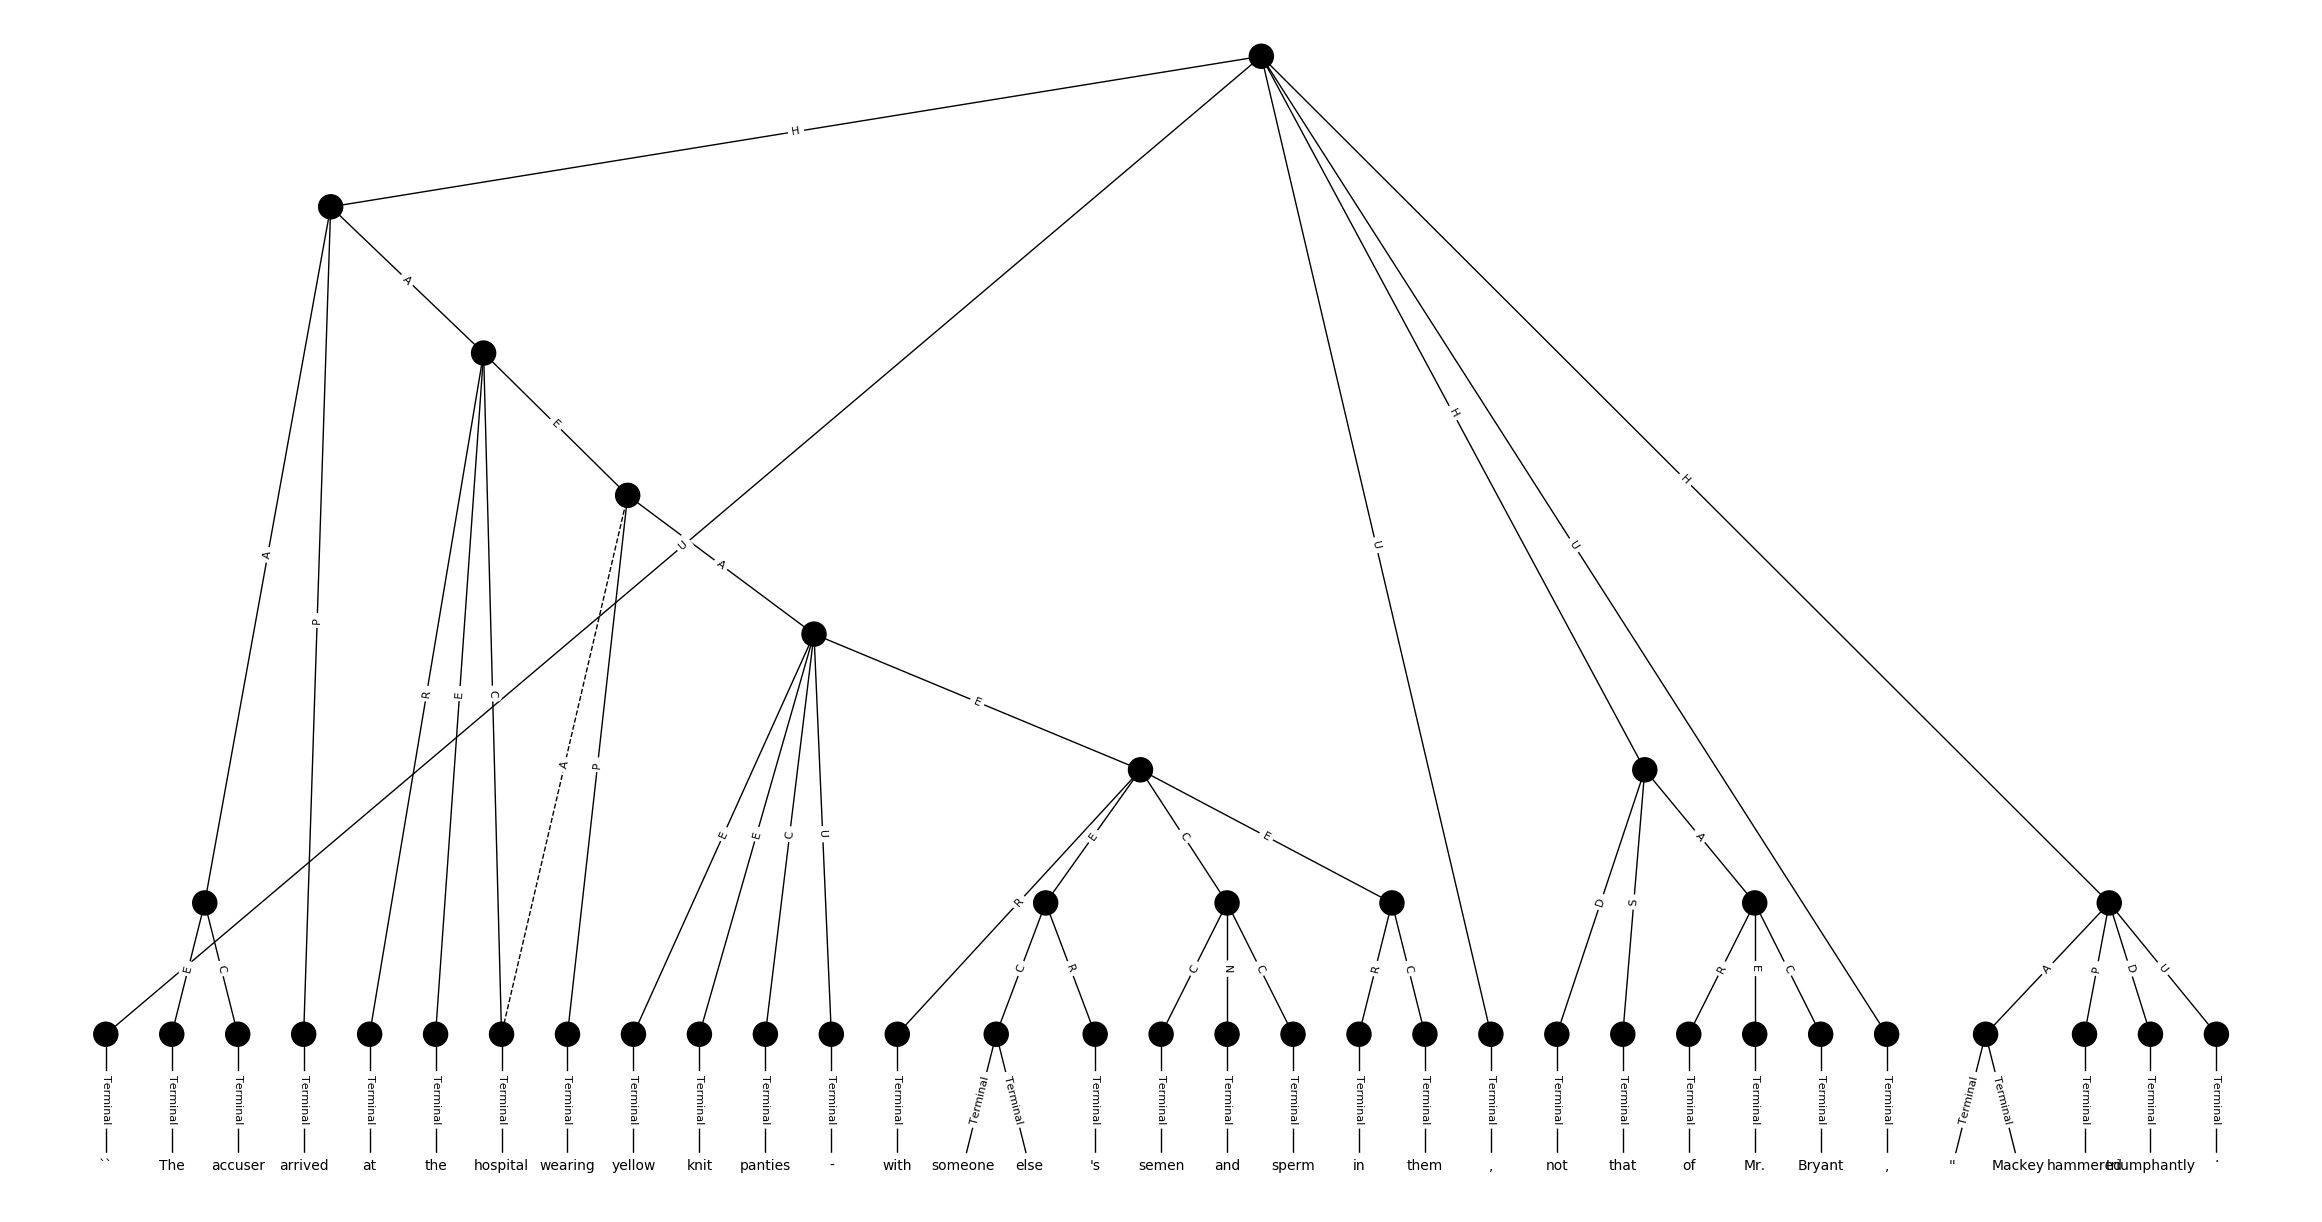 H
A
E
U
A
H
H
U
U
A
P
R
E
C
A
P
E
E
E
C
U
E
C
E
R
D
S
A
E
C
C
R
C
N
C
R
C
R
E
C
A
P
D
U
Terminal Terminal Terminal Terminal Terminal Terminal Terminal Terminal Terminal Terminal Terminal Terminal Terminal Terminal Terminal Terminal Terminal Terminal Terminal Terminal Terminal Terminal Terminal Terminal Terminal Terminal Terminal Terminal Terminal Terminal Terminal Terminal Terminal
`` The accuser arrived at the hospital wearing yellow knit panties - with someone else 's semen and sperm in them , not that of Mr. Bryant , " Mackey hammered triumphantly .